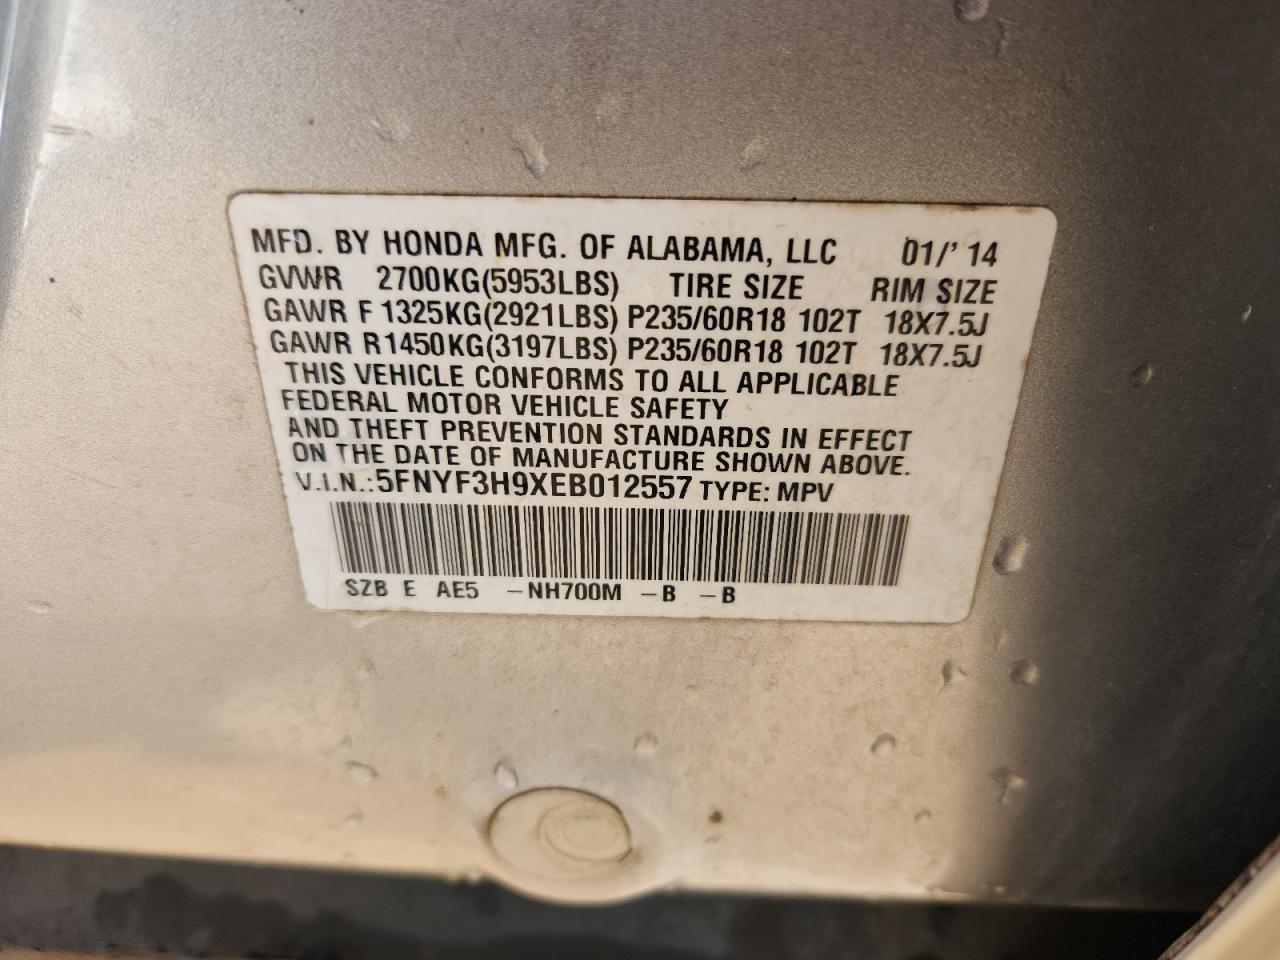 MFD. BY HONDA MFG. OF ALABAMA, LLC 01/' 14
GVWR 2700KG(5953LBS) TIRE SIZE RIM SIZE
GAWR F 1325KG(2921LBS) P235/60R18 102T 18X7.5J
GAWR R1450KG(3197LBS) P235/60R18 102T 18X7.5J
THIS VEHICLE CONFORMS TO ALL APPLICABLE
FEDERAL MOTOR VEHICLE SAFETY
AND THEFT PREVENTION STANDARDS IN EFFECT
ON THE DATE OF MANUFACTURE SHOWN ABOVE.
V.I.N.:5FNYF3H9XEB012557 TYPE: MPV
SZB E AE5 -NH700M -B -B